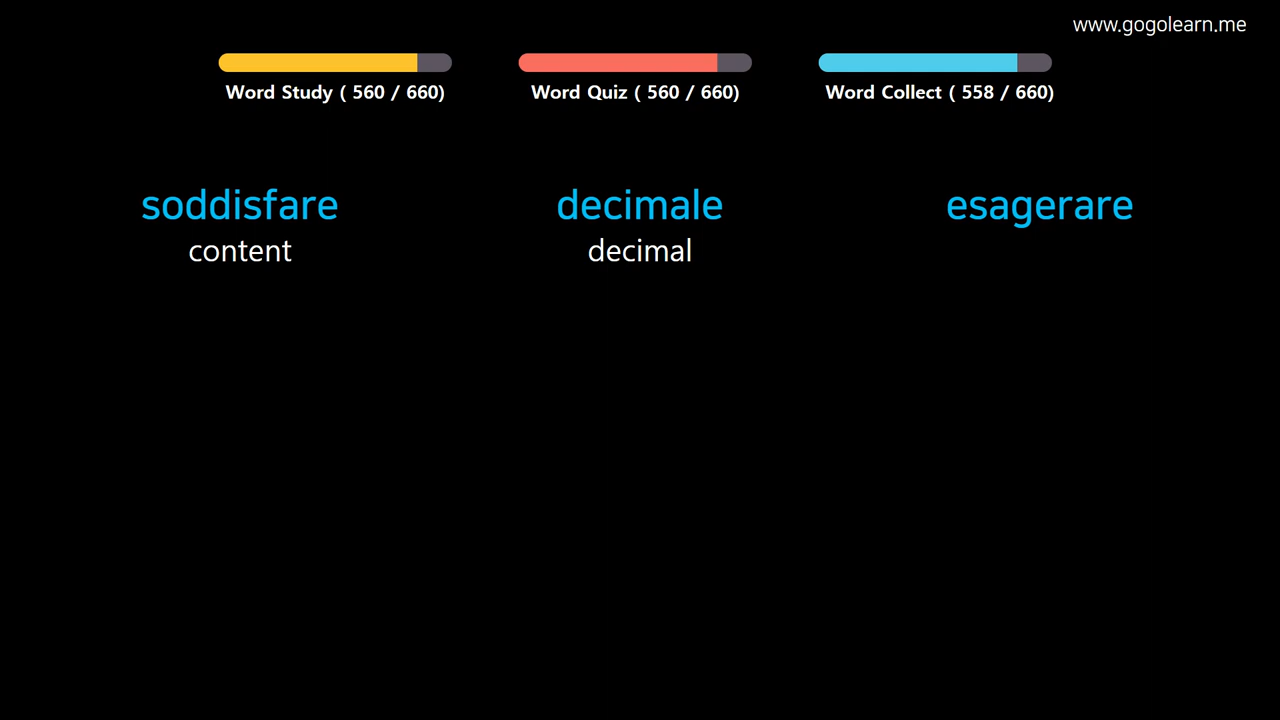 www.gogolearn.me
Word Study ( 560 / 660)
Word Quiz ( 560 / 660)
Word Collect ( 558 / 660)
soddisfare
content
decimale
decimal
esagerare